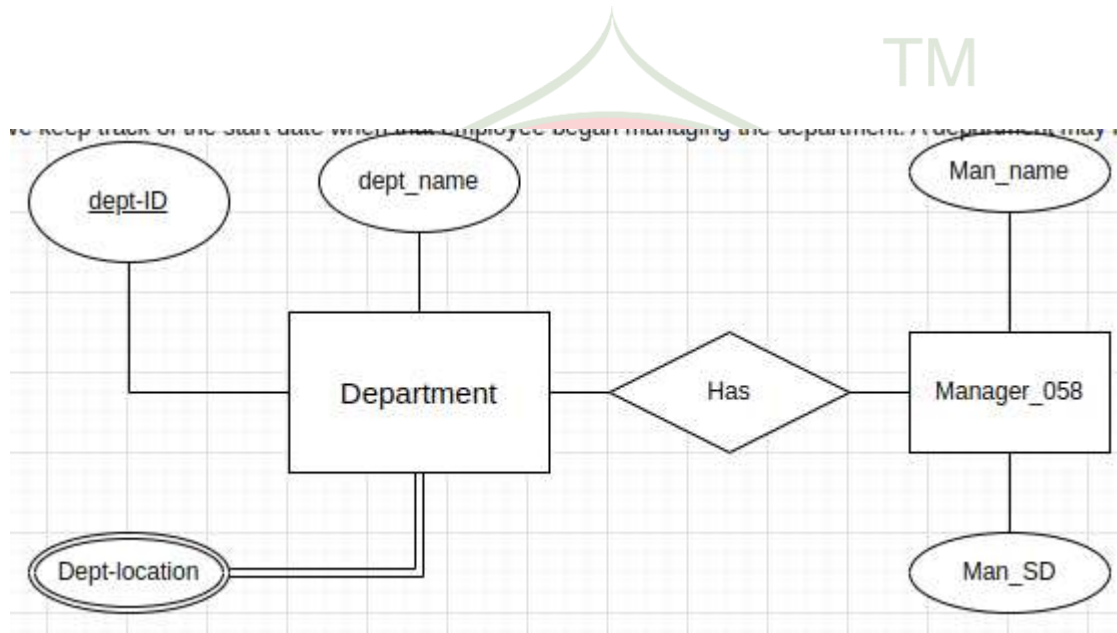 TM
keep track of the start date when that employee began managing the department. A department may
dept-ID
dept_name
Man_name
Department
Has
Manager_058
Dept-location
Man_SD